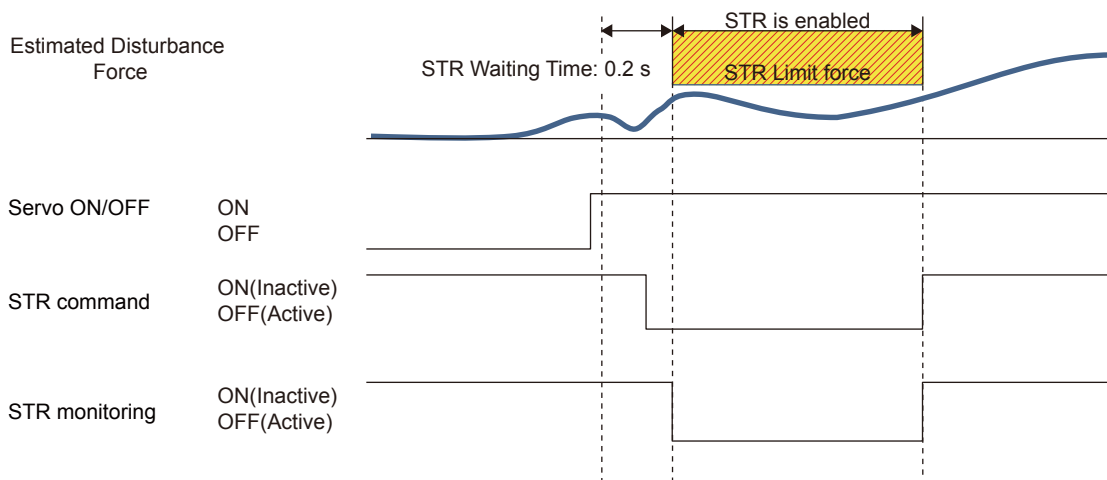 STR is enabled
Estimated Disturbance
Force
STR Waiting Time: 0.2 s
STR Limit force
Servo ON/OFF
ON
OFF
STR command
ON(Inactive)
OFF(Active)
STR monitoring
ON(Inactive)
OFF(Active)